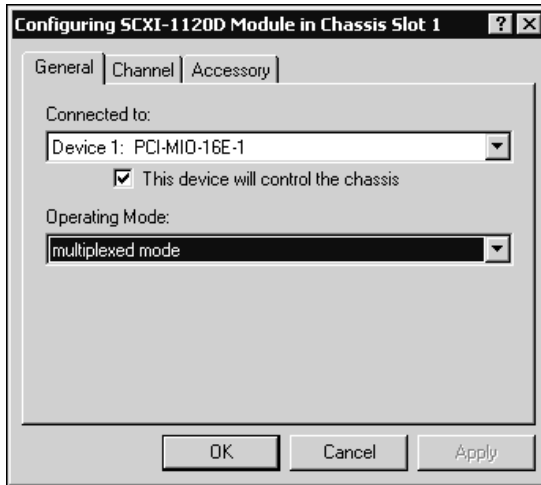 Configuring SCXI-1120D Module in Chassis Slot 1
General Channel Accessory
Connected to:
Device 1: PCI-MIO-16E-1
This device will control the chassis
Operating Mode:
multiplexed mode
OK Cancel Apply